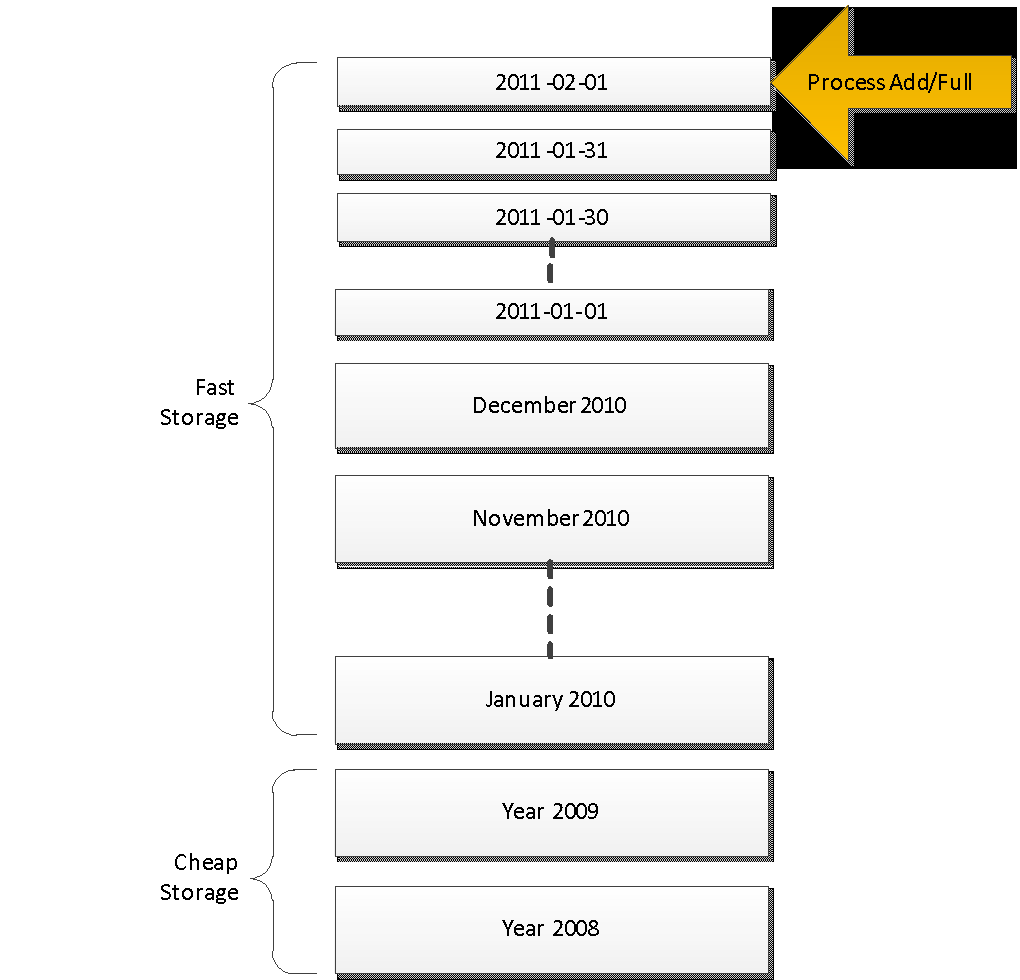 Process Add/Full
2011-02-01
2011-01-31
2011-01-30
2011-01-01
Fast
Storage
December 2010
November 2010
January 2010
Year 2009
Cheap
Storage
Year 2008